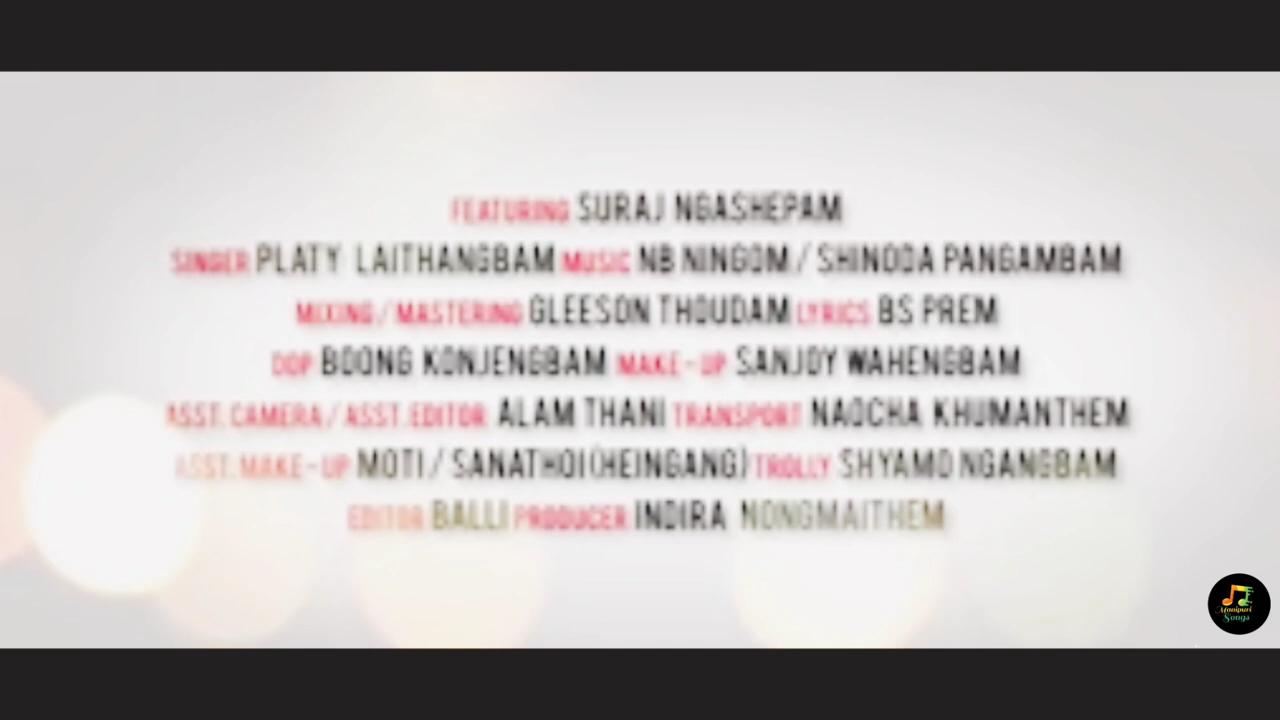 FEATURING SURAJ NGASHEPAM
SINGER PLATY LAITHANGBAM MUSIC NB NINGOM / SHINODA PANGAMBAM
MIXING / MASTERING GLEESON THOUDAM LYRICS BS PREM
DOP BOONG KONJENGBAM MAKE-UP SANJOY WAHENGBAM
ASST. CAMERA / ASST. EDITOR ALAM THANI TRANSPORT NAOCHA KHUMANTHEM
ASST. MAKE-UP MOTI / SANATHOI (HEINGANG) TROLLY SHYAMO NGANGBAM
EDITOR BALLI PRODUCER INDIRA NONGMAITHEM
Manipuri
Songs